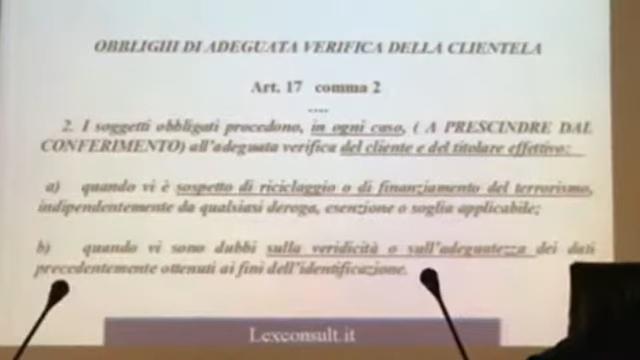 OBBLIGHI DI ADEGUATA VERIFICA DELLA CLIENTELA
Art. 17 comma 2
....
2. I soggetti obbligati procedono, in ogni caso, ( A PRESCINDRE DAL
CONFERIMENTO) all'adeguata verifica del cliente e del titolare effettivo:
a) quando vi è sospetto di riciclaggio o di finanziamento del terrorismo,
indipendentemente da qualsiasi deroga, esenzione o soglia applicabile;
b) quando vi sono dubbi sulla veridicità o sull'adeguatezza dei dati
precedentemente ottenuti ai fini dell'identificazione.
Lexconsult.it